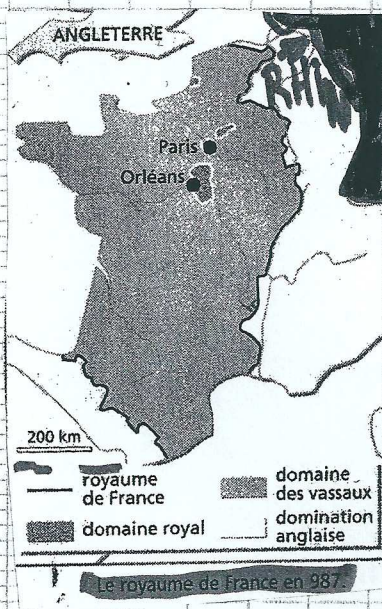 ANGLETERRE
RHIN
Paris
Orléans
200 km
royaume
de France
domaine royal
domaine
des vassaux
domination
anglaise
Le royaume de France en 987.